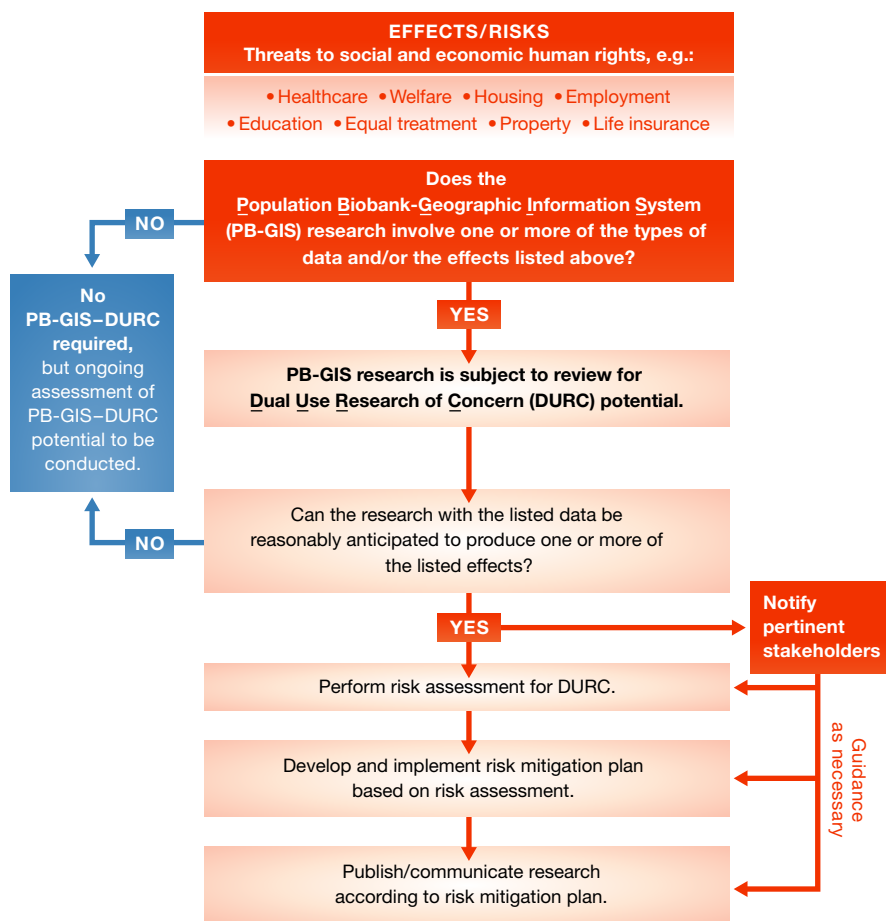 EFFECTS/RISKS
Threats to social and economic human rights, e.g.:
• Healthcare • Welfare • Housing • Employment
• Education • Equal treatment • Property • Life insurance
Does the
Population Biobank-Geographic Information System
(PB-GIS) research involve one or more of the types of
data and/or the effects listed above?
NO
No
PB-GIS–DURC
required,
but ongoing
assessment of
PB-GIS–DURC
potential to be
conducted.
YES
PB-GIS research is subject to review for
Dual Use Research of Concern (DURC) potential.
Can the research with the listed data be
reasonably anticipated to produce one or more of
the listed effects?
NO
YES
Notify
pertinent
stakeholders
Perform risk assessment for DURC.
Develop and implement risk mitigation plan
based on risk assessment.
Guidance
as necessary
Publish/communicate research
according to risk mitigation plan.